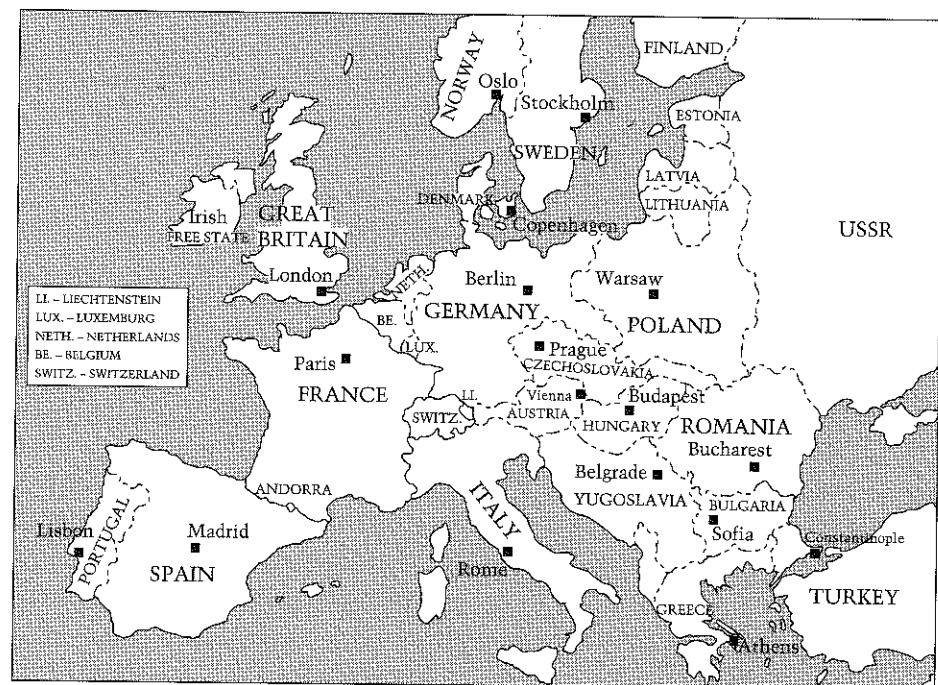 NORWAY
Oslo
Stockholm
SWEDEN
FINLAND
ESTONIA
LATVIA
LITHUANIA
USSR
DENMARK
Copenhagen
Irish
FREE STATE
GREAT
BRITAIN
London
NETH.
BE.
LUX.
Berlin
GERMANY
Warsaw
POLAND
LI. – LIECHTENSTEIN
LUX. – LUXEMBURG
NETH. – NETHERLANDS
BE. – BELGIUM
SWITZ. – SWITZERLAND
Paris
FRANCE
Prague
CZECHOSLOVAKIA
LI.
SWITZ.
Vienna
AUSTRIA
Budapest
HUNGARY
ROMANIA
Bucharest
Belgrade
YUGOSLAVIA
BULGARIA
Sofia
Constantinople
ANDORRA
ITALY
Rome
Lisbon
PORTUGAL
Madrid
SPAIN
GREECE
Athens
TURKEY